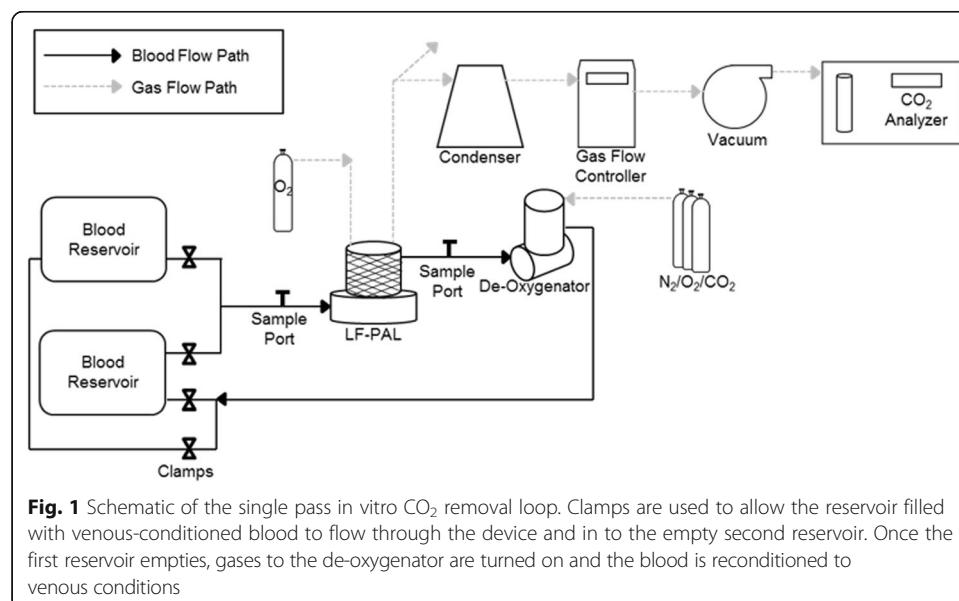 Blood Flow Path
Gas Flow Path
O₂
Condenser
Gas Flow
Controller
Vacuum
CO₂
Analyzer
Blood
Reservoir
Sample
Port
LF-PAL
Sample
Port
De-Oxygenator
N₂/O₂/CO₂
Blood
Reservoir
Clamps
Fig. 1 Schematic of the single pass in vitro CO₂ removal loop. Clamps are used to allow the reservoir filled
with venous-conditioned blood to flow through the device and in to the empty second reservoir. Once the
first reservoir empties, gases to the de-oxygenator are turned on and the blood is reconditioned to
venous conditions